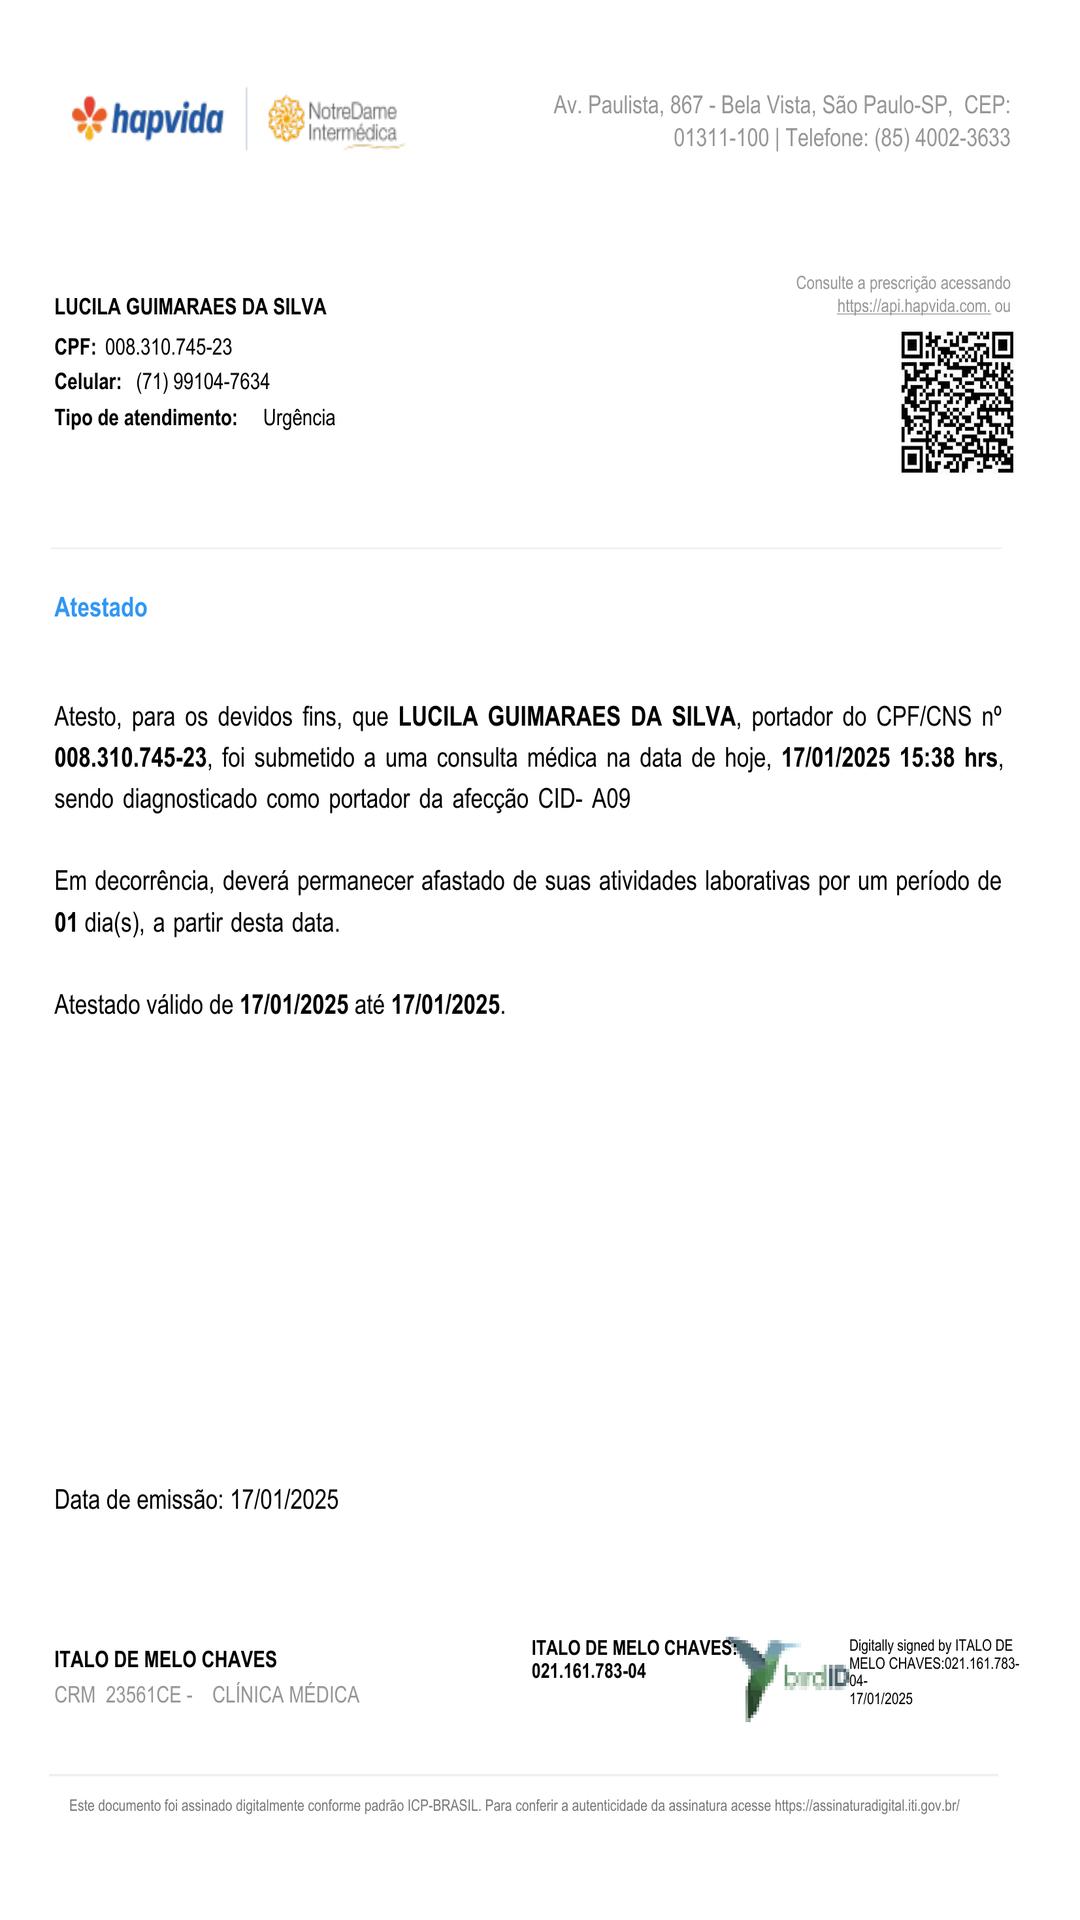 hapvida
NotreDame
Intermédica
Av. Paulista, 867 - Bela Vista, São Paulo-SP, CEP:
01311-100 | Telefone: (85) 4002-3633
Consulte a prescrição acessando
https://api.hapvida.com. ou
LUCILA GUIMARAES DA SILVA
CPF: 008.310.745-23
Celular: (71) 99104-7634
Tipo de atendimento: Urgência
Atestado
Atesto, para os devidos fins, que LUCILA GUIMARAES DA SILVA, portador do CPF/CNS nº
008.310.745-23, foi submetido a uma consulta médica na data de hoje, 17/01/2025 15:38 hrs,
sendo diagnosticado como portador da afecção CID- A09
Em decorrência, deverá permanecer afastado de suas atividades laborativas por um período de
01 dia(s), a partir desta data.
Atestado válido de 17/01/2025 até 17/01/2025.
Data de emissão: 17/01/2025
ITALO DE MELO CHAVES
CRM 23561CE - CLÍNICA MÉDICA
ITALO DE MELO CHAVES:
021.161.783-04
birdID
Digitally signed by ITALO DE
MELO CHAVES:021.161.783-
04-
17/01/2025
Este documento foi assinado digitalmente conforme padrão ICP-BRASIL. Para conferir a autenticidade da assinatura acesse https://assinaturadigital.iti.gov.br/